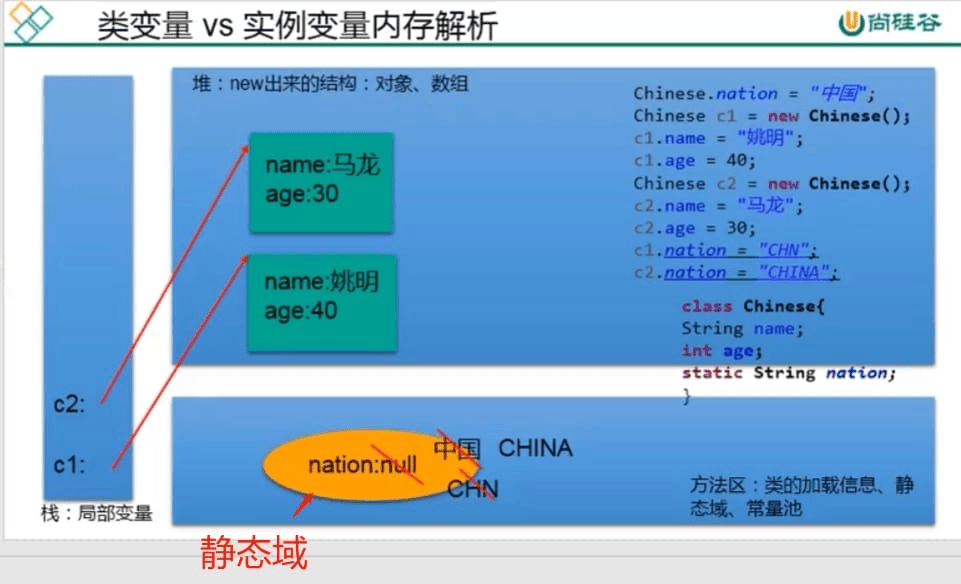 类变量 vs 实例变量内存解析
尚硅谷
堆：new出来的结构：对象、数组
name:马龙
age:30
name:姚明
age:40
Chinese.nation = "中国";
Chinese c1 = new Chinese();
c1.name = "姚明";
c1.age = 40;
Chinese c2 = new Chinese();
c2.name = "马龙";
c2.age = 30;
c1.nation = "CHN";
c2.nation = "CHINA";
class Chinese{
String name;
int age;
static String nation;
}
c2:
c1:
栈：局部变量
nation:null
中国 CHINA
CHN
方法区：类的加载信息、静
态域、常量池
静态域